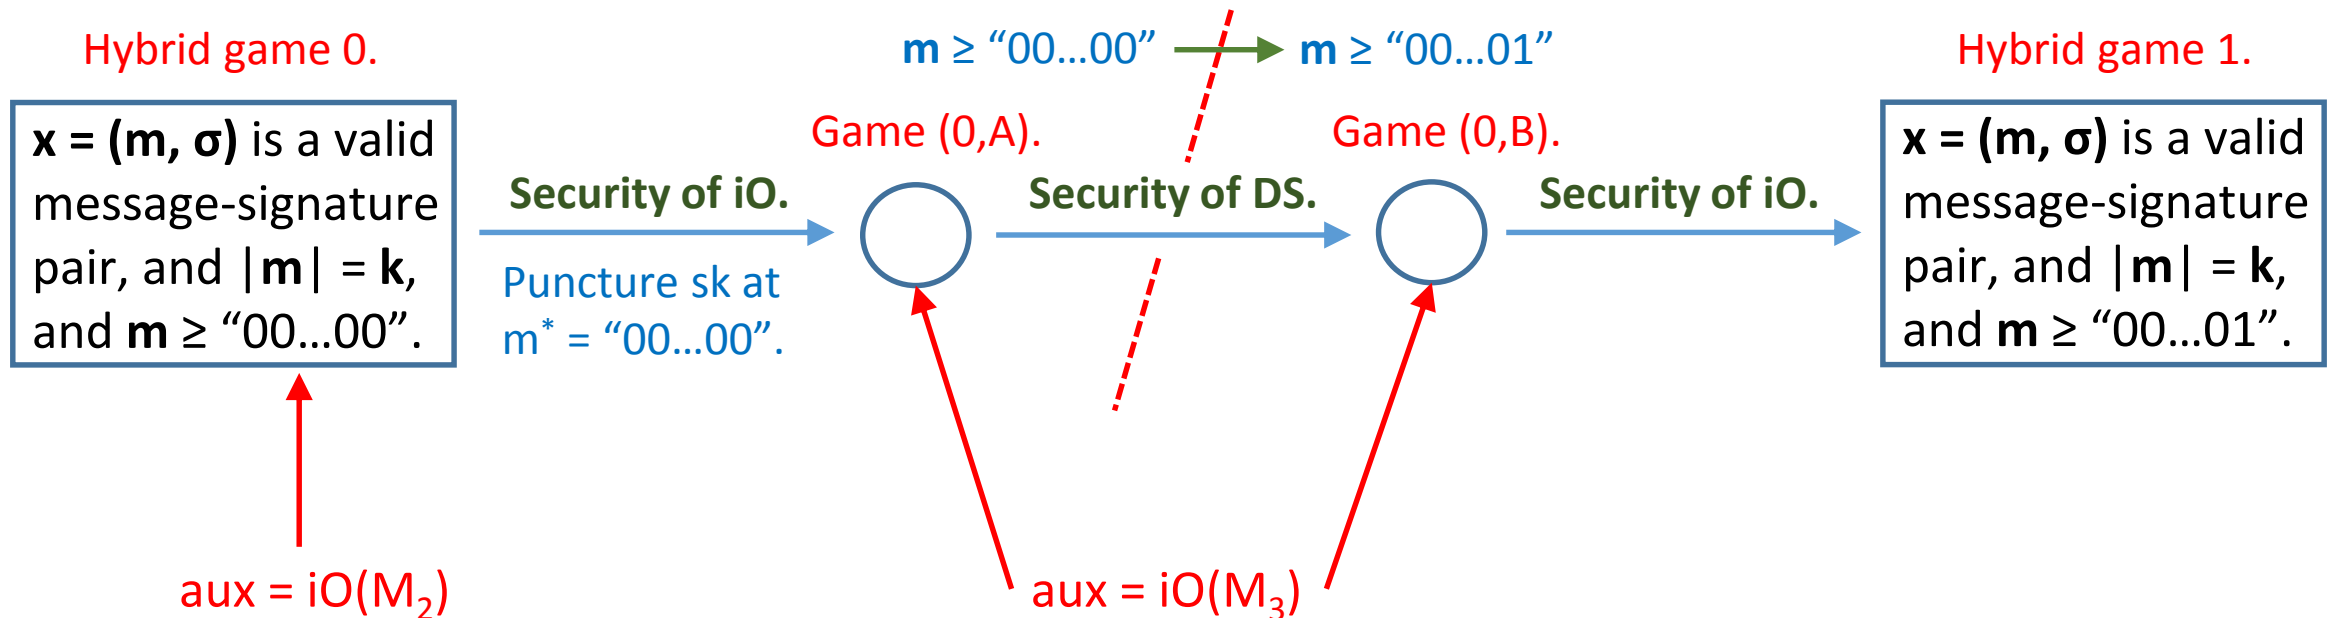 Hybrid game 0.
m ≥ “00…00”
m ≥ “00…01”
Hybrid game 1.
x = (m, σ) is a valid
message-signature
pair, and |m| = k,
and m ≥ “00…00”.
Game (0,A).
Game (0,B).
Security of iO.
Security of DS.
Security of iO.
Puncture sk at
m* = “00…00”.
x = (m, σ) is a valid
message-signature
pair, and |m| = k,
and m ≥ “00…01”.
aux = iO(M₂)
aux = iO(M₃)